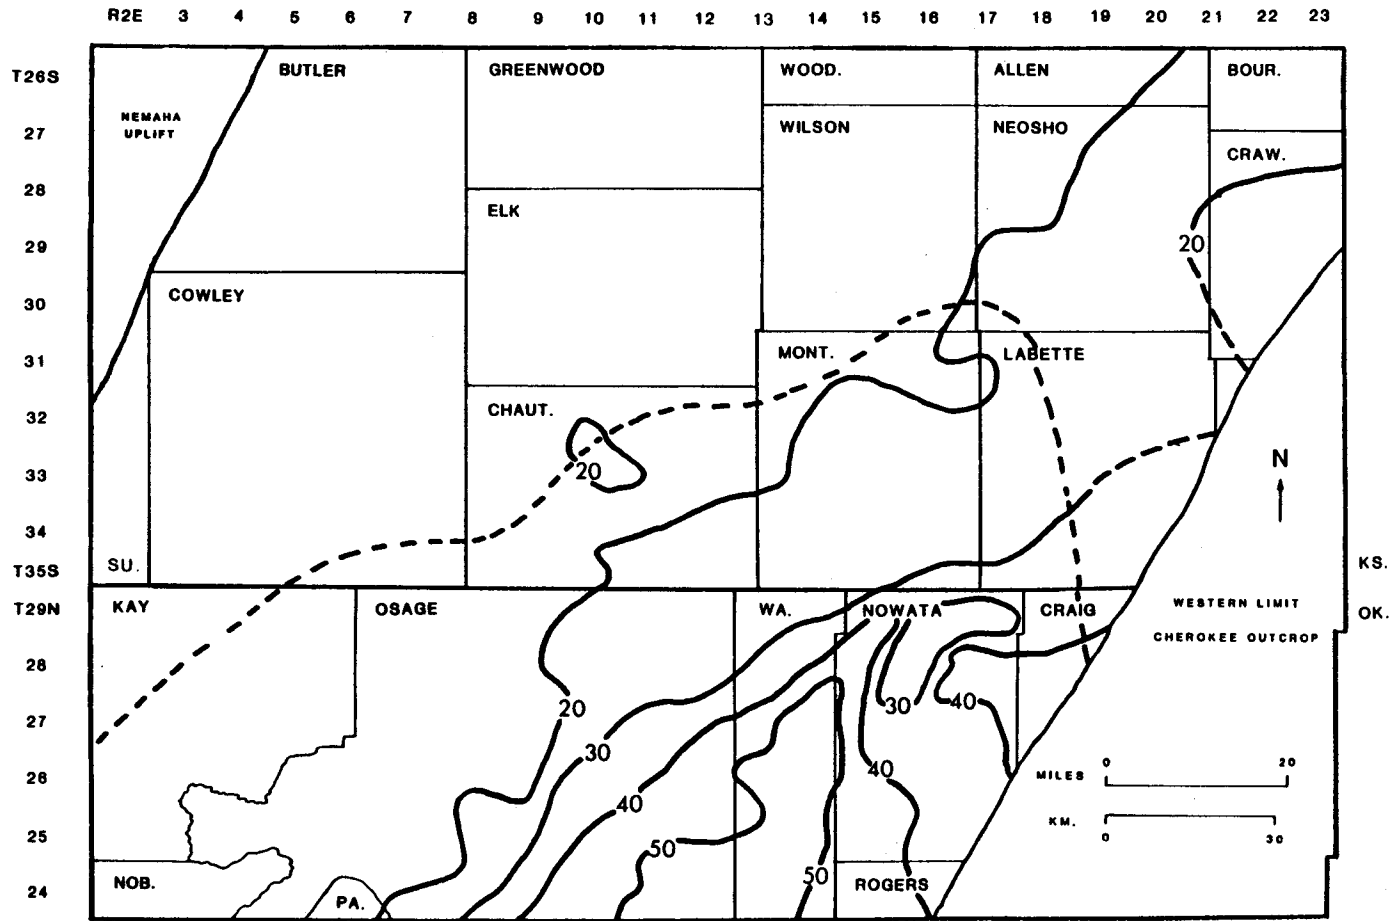 R2E 3 4 5 6 7 8 9 10 11 12 13 14 15 16 17 18 19 20 21 22 23
T26S
BUTLER
GREENWOOD
WOOD.
ALLEN
BOUR.
NEMAHA
UPLIFT
27
WILSON
NEOSHO
CRAW.
28
ELK
29
20
COWLEY
30
31
MONT.
LABETTE
32
CHAUT.
20
33
N
34
SU.
T35S
KS.
T29N
KAY
OSAGE
WA.
NOWATA
CRAIG
WESTERN LIMIT
CHEROKEE OUTCROP
OK.
28
27
20
30
40
30
26
30
40
40
MILES
0
20
25
50
KM.
0
30
24
NOB.
PA.
50
ROGERS